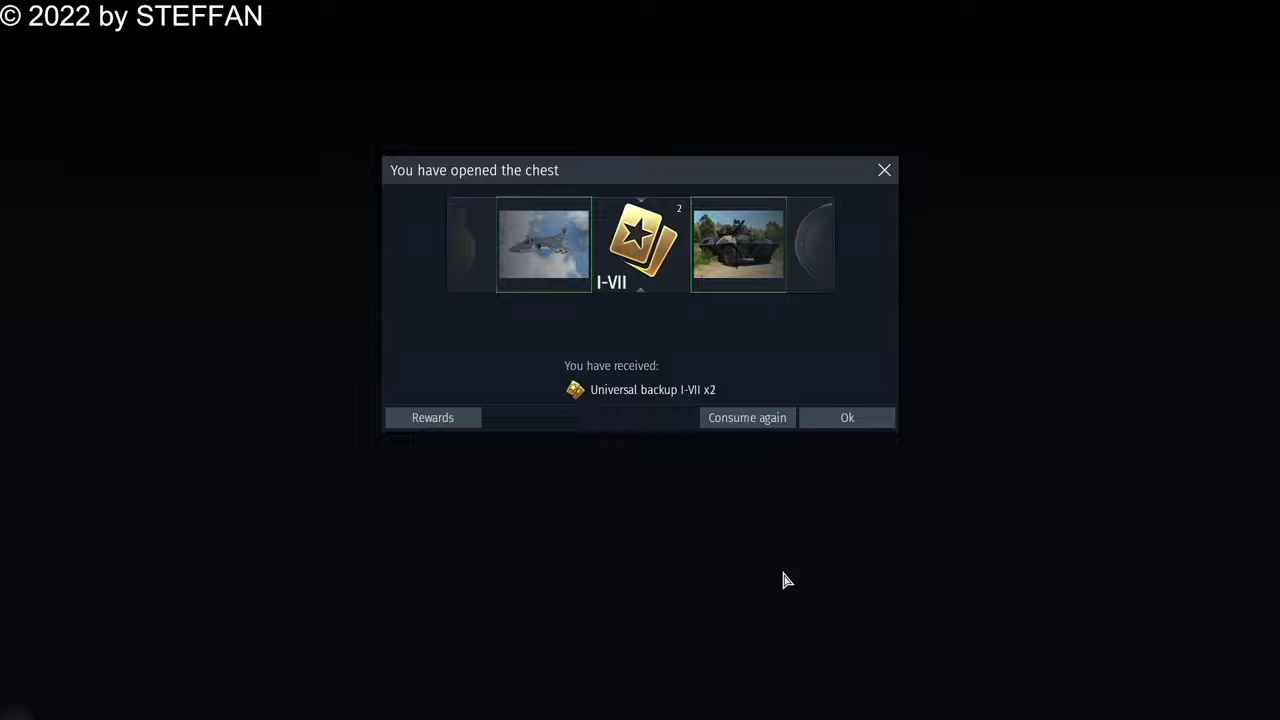 © 2022 by STEFFAN
You have opened the chest
2
I-VII
You have received:
Universal backup I-VII x2
Rewards
Consume again
Ok